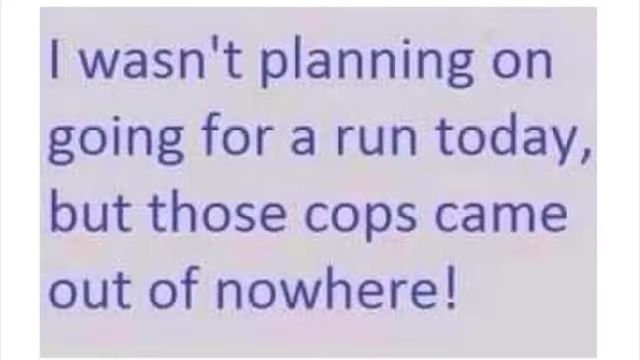 I wasn't planning on
going for a run today,
but those cops came
out of nowhere!